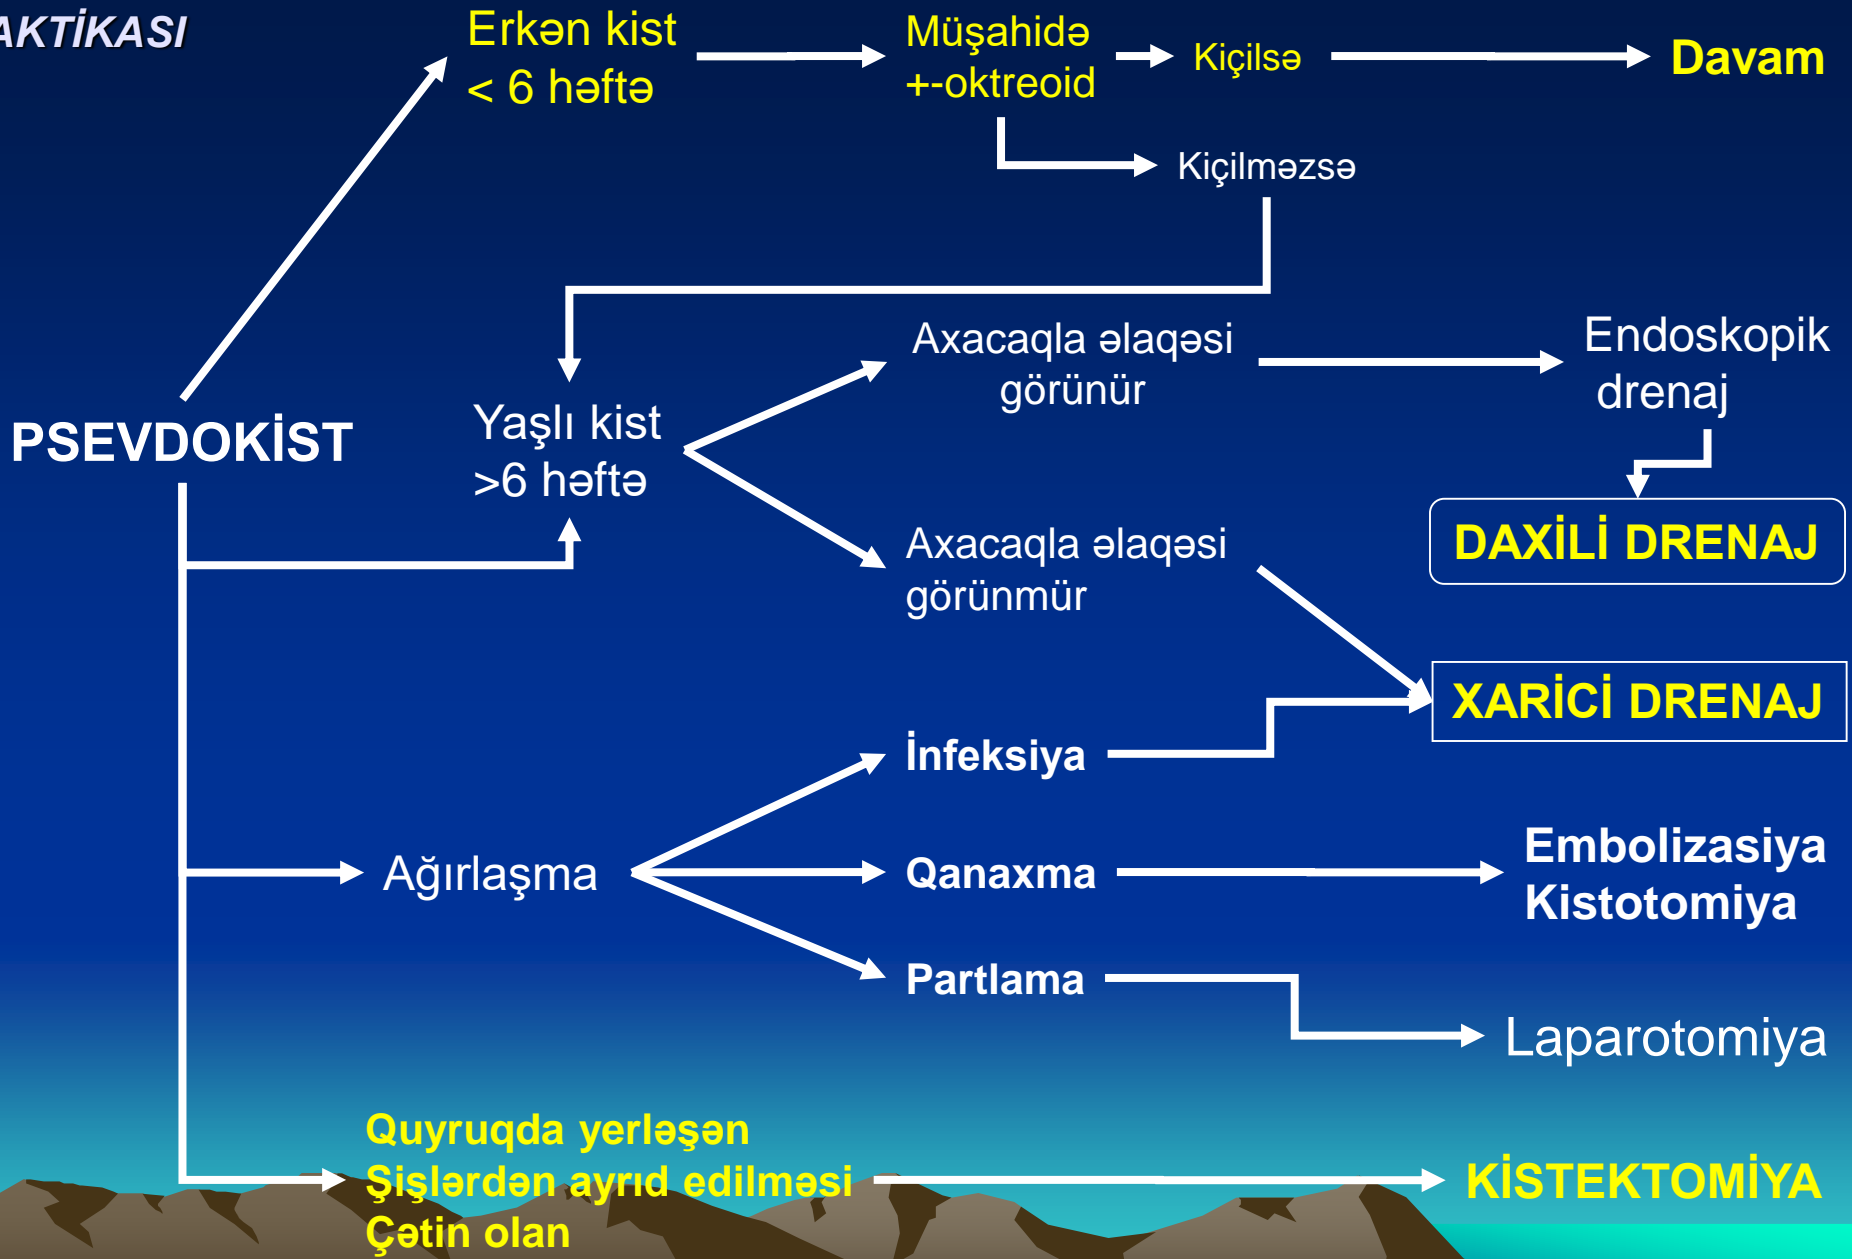 AKTİKASI
Erkən kist
< 6 həftə
Müşahidə
+-oktreoid
Kiçilsə
Davam
Kiçilməzsə
PSEVDOKİST
Yaşlı kist
>6 həftə
Axacaqla əlaqəsi
görünür
Endoskopik
drenaj
DAXİLİ DRENAJ
Axacaqla əlaqəsi
görünmür
XARİCİ DRENAJ
Ağırlaşma
İnfeksiya
Qanaxma
Embolizasiya
Kistotomiya
Partlama
Laparotomiya
Quyruqda yerləşən
Şişlərdən ayrıd edilməsi
Çətin olan
KİSTEKTOMİYA